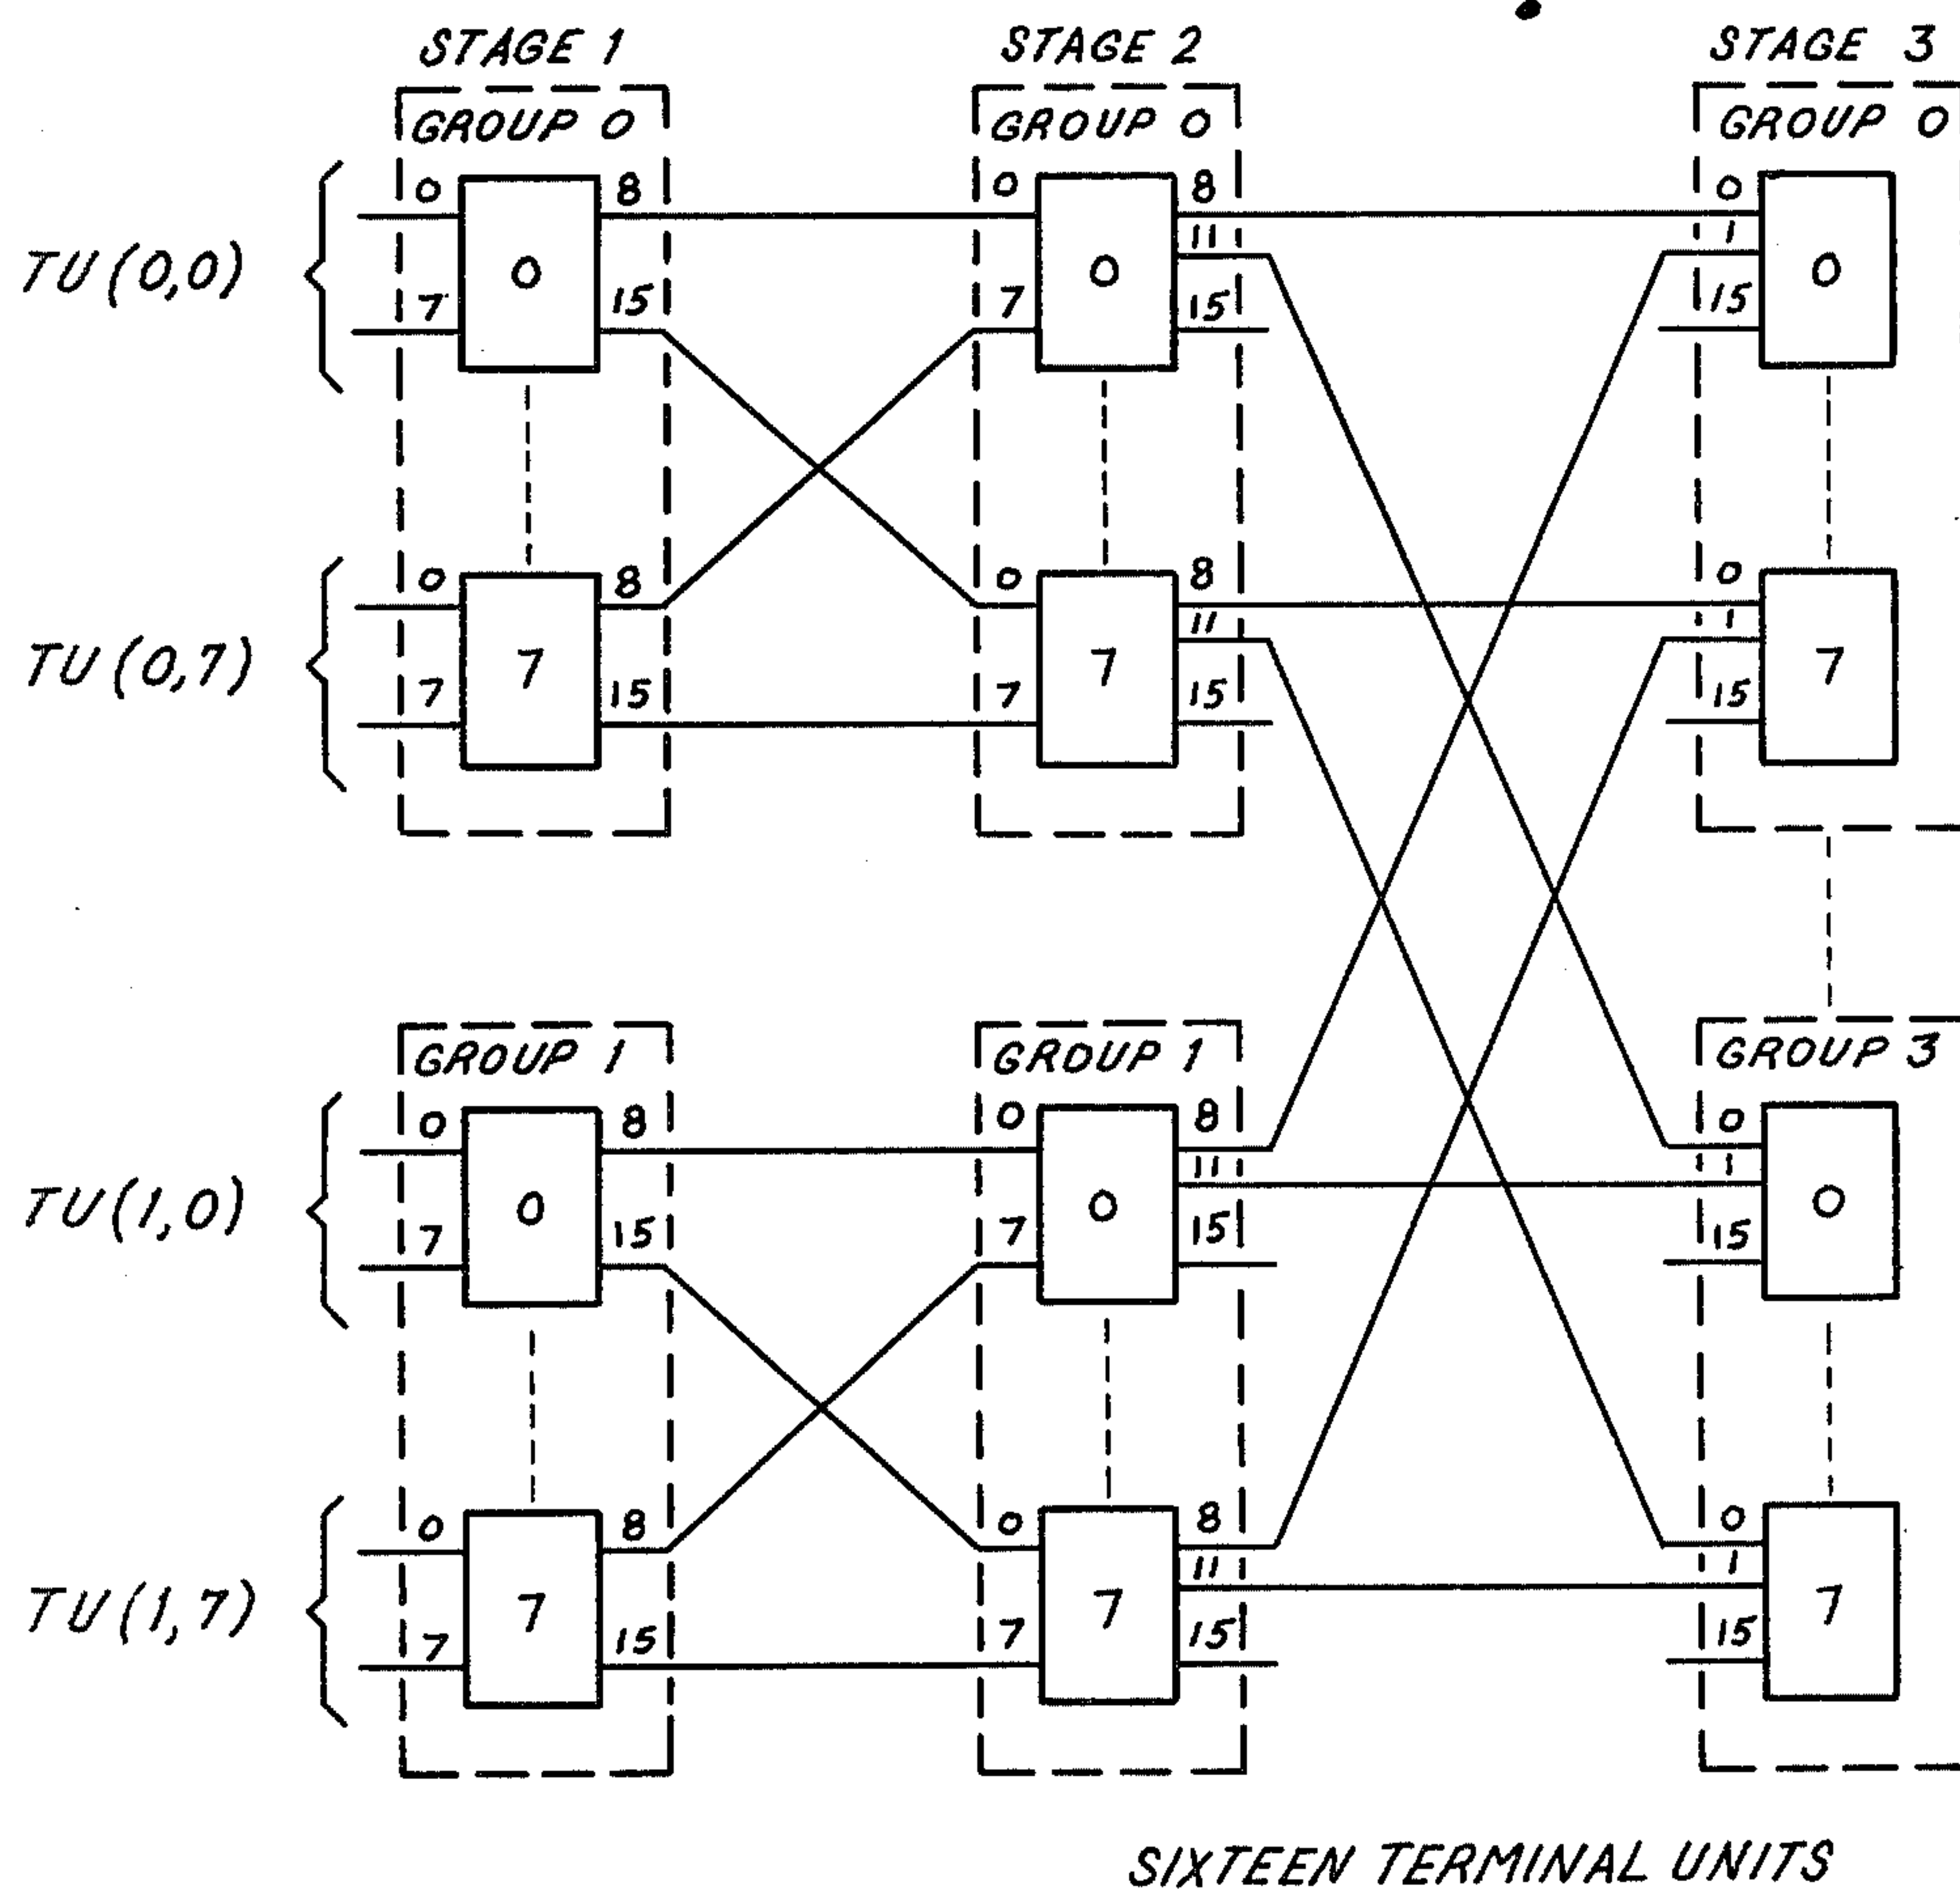 STAGE 1 STAGE 2 STAGE 3
GROUP 0 GROUP 0 GROUP 0
0 8 0 8 0
11 1
TU(0,0) 0 0 0
7 15 7 15 15
0 8 0 8 0
11 1
TU(0,7) 7 7 7
7 15 7 15 15
GROUP 1 GROUP 1 GROUP 3
0 8 0 8 0
11 1
TU(1,0) 0 0 0
7 15 7 15 15
0 8 0 8 0
11 1
TU(1,7) 7 7 7
7 15 7 15 15
SIXTEEN TERMINAL UNITS